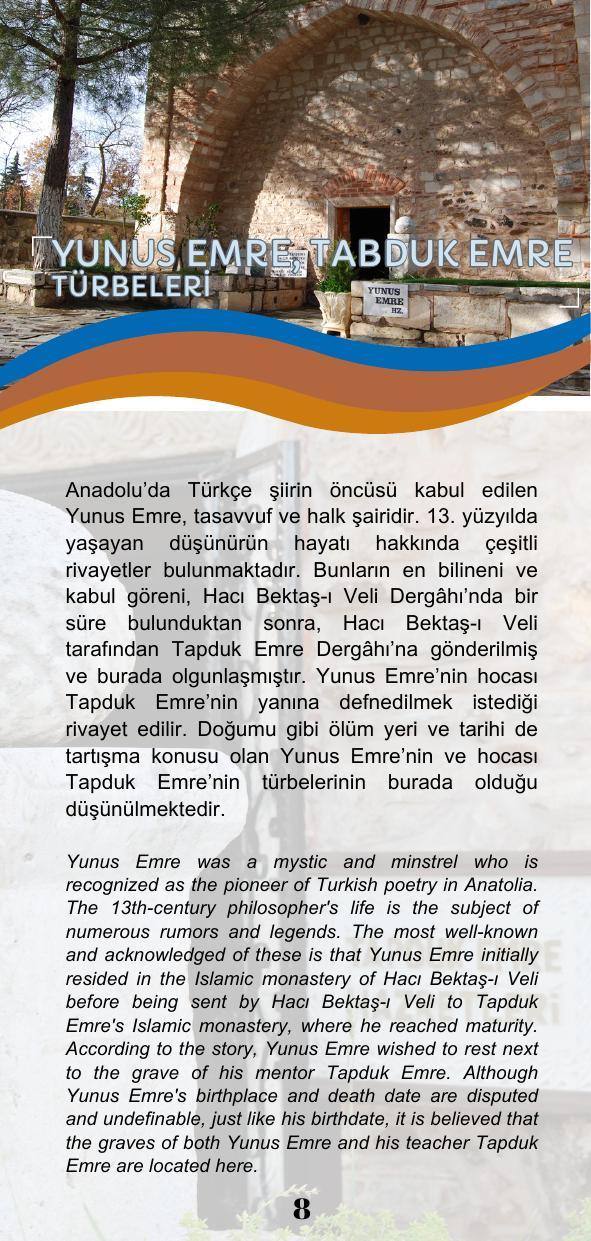 YUNUS EMRE, TABDUK EMRE
TÜRBELERİ
YUNUS
EMRE
HZ.
Anadolu’da Türkçe şiirin öncüsü kabul edilen
Yunus Emre, tasavvuf ve halk şairidir. 13. yüzyılda
yaşayan düşünürün hayatı hakkında çeşitli
rivayetler bulunmaktadır. Bunların en bilineni ve
kabul göreni, Hacı Bektaş-ı Veli Dergâhı’nda bir
süre bulunduktan sonra, Hacı Bektaş-ı Veli
tarafından Tapduk Emre Dergâhı’na gönderilmiş
ve burada olgunlaşmıştır. Yunus Emre’nin hocası
Tapduk Emre’nin yanına defnedilmek istediği
rivayet edilir. Doğumu gibi ölüm yeri ve tarihi de
tartışma konusu olan Yunus Emre’nin ve hocası
Tapduk Emre’nin türbelerinin burada olduğu
düşünülmektedir.
Yunus Emre was a mystic and minstrel who is
recognized as the pioneer of Turkish poetry in Anatolia.
The 13th-century philosopher's life is the subject of
numerous rumors and legends. The most well-known
and acknowledged of these is that Yunus Emre initially
resided in the Islamic monastery of Hacı Bektaş-ı Veli
before being sent by Hacı Bektaş-ı Veli to Tapduk
Emre's Islamic monastery, where he reached maturity.
According to the story, Yunus Emre wished to rest next
to the grave of his mentor Tapduk Emre. Although
Yunus Emre's birthplace and death date are disputed
and undefinable, just like his birthdate, it is believed that
the graves of both Yunus Emre and his teacher Tapduk
Emre are located here.
8